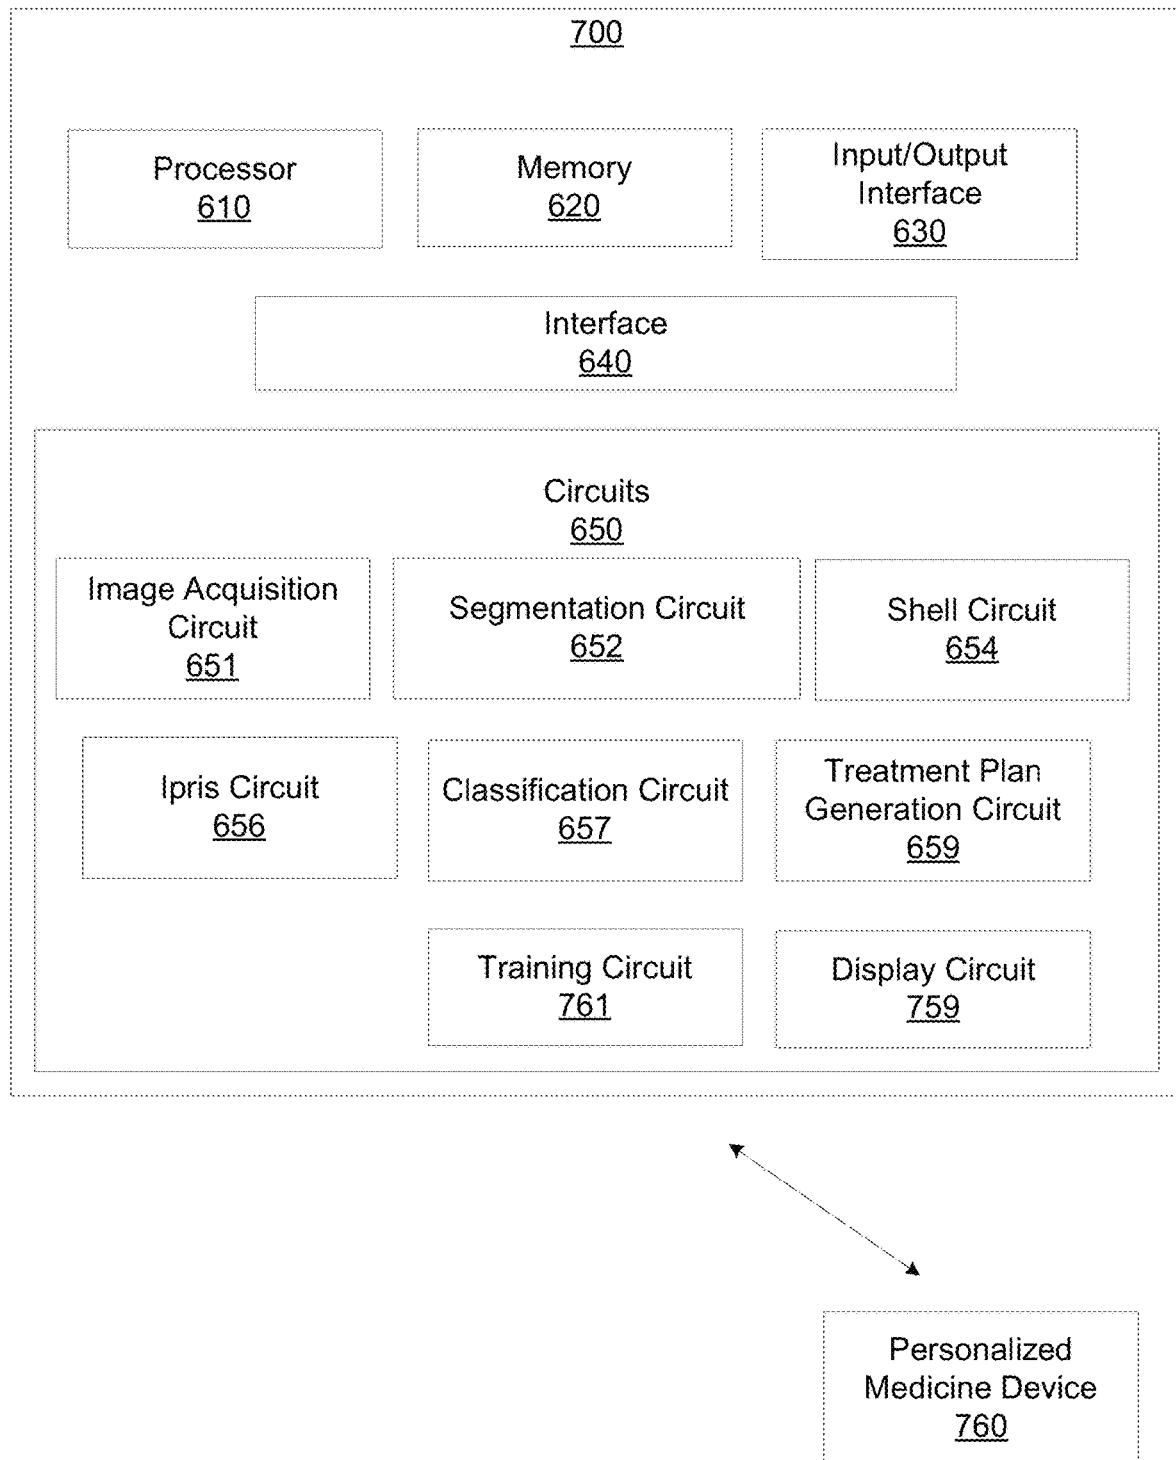 700
Processor
610
Memory
620
Input/Output
Interface
630
Interface
640
Circuits
650
Image Acquisition
Circuit
651
Segmentation Circuit
652
Shell Circuit
654
Ipris Circuit
656
Classification Circuit
657
Treatment Plan
Generation Circuit
659
Training Circuit
761
Display Circuit
759
Personalized
Medicine Device
760